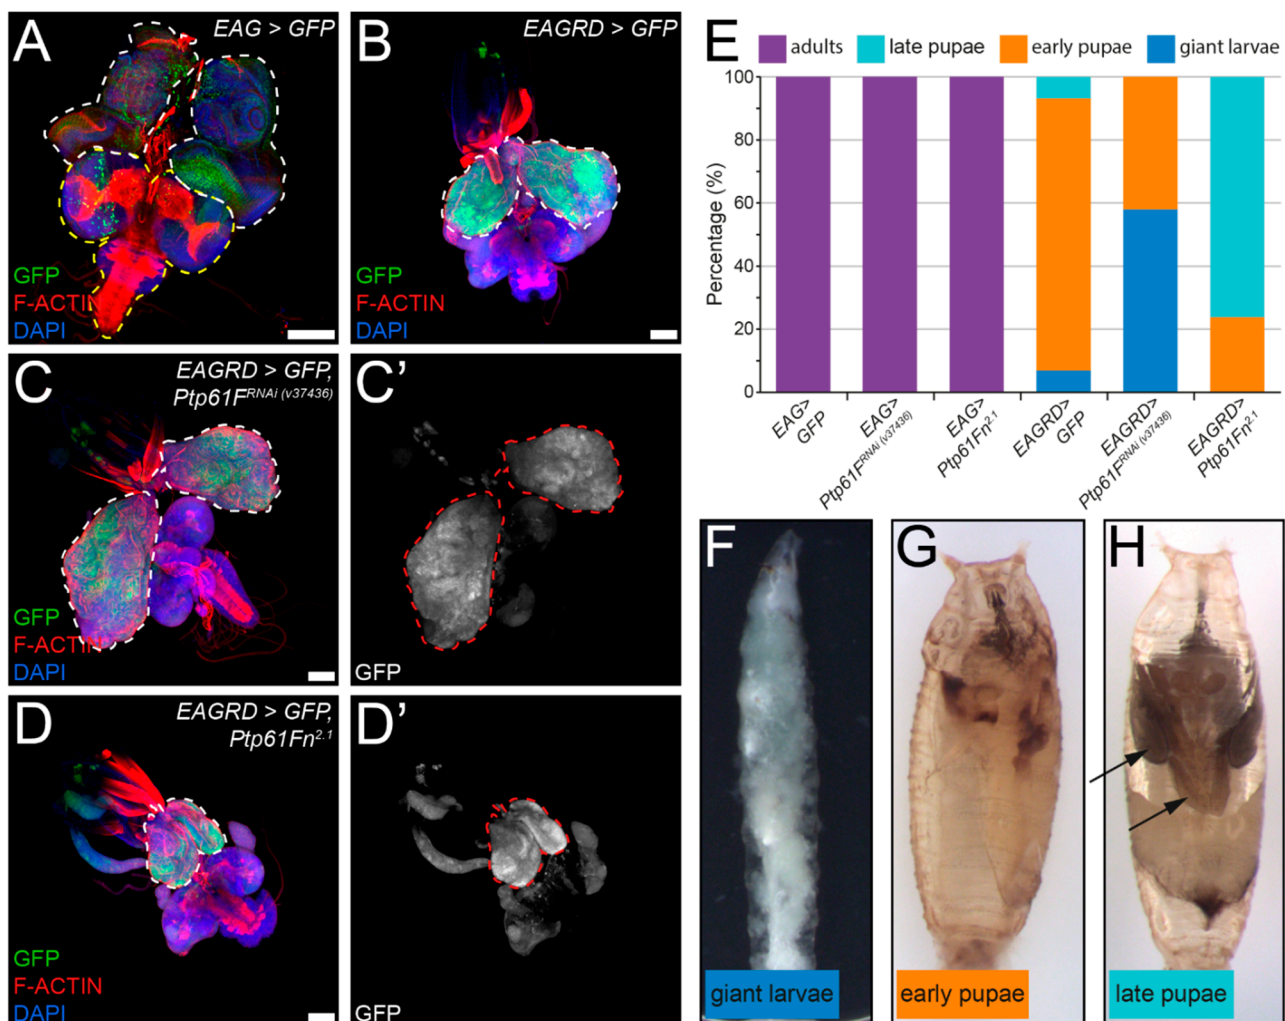 A
EAG > GFP
GFP
F-ACTIN
DAPI
B
EAGRD > GFP
GFP
F-ACTIN
DAPI
C
EAGRD > GFP,
Ptp61F^RNAi (v37436)
GFP
F-ACTIN
DAPI
C'
GFP
D
EAGRD > GFP,
Ptp61Fn^2.1
GFP
F-ACTIN
DAPI
D'
GFP
E
adults
late pupae
early pupae
giant larvae
Percentage (%)
100
80
60
40
20
0
EAG>
GFP
EAG>
Ptp61F^RNAi (v37436)
EAG>
Ptp61Fn^2.1
EAGRD>
GFP
EAGRD>
Ptp61F^RNAi (v37436)
EAGRD>
Ptp61Fn^2.1
F
giant larvae
G
early pupae
H
late pupae